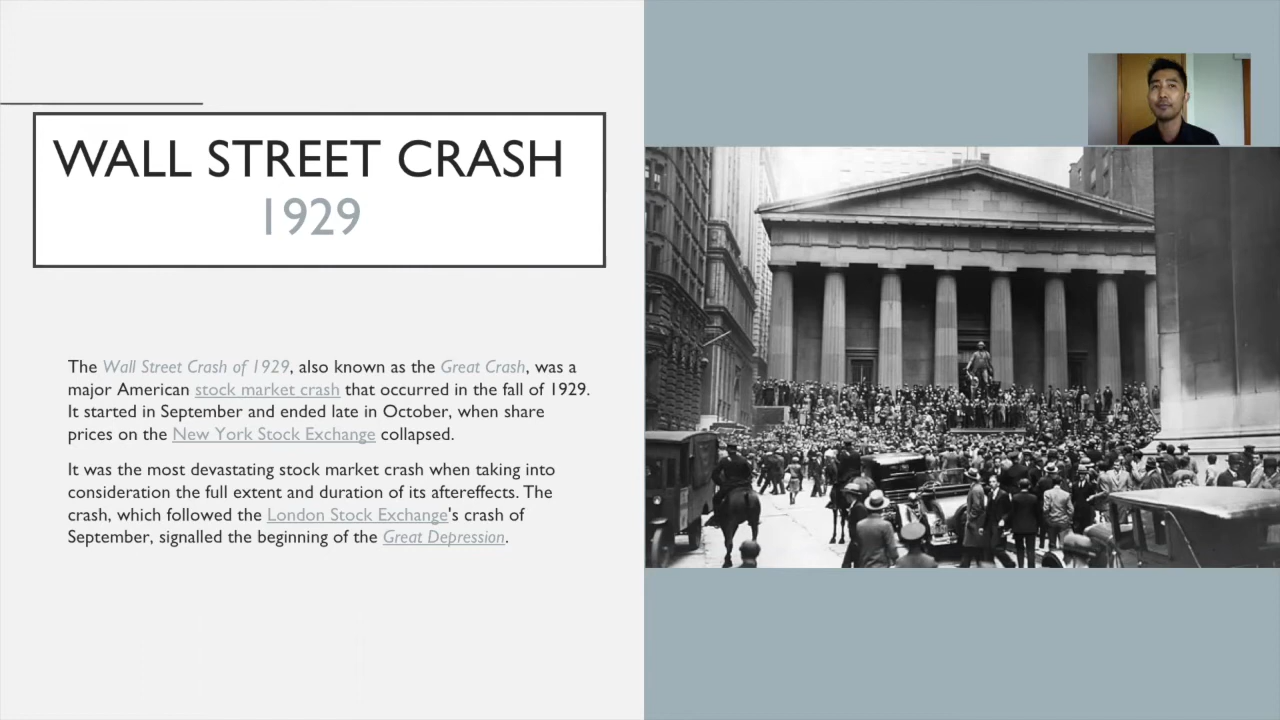 WALL STREET CRASH
1929
The Wall Street Crash of 1929, also known as the Great Crash, was a
major American stock market crash that occurred in the fall of 1929.
It started in September and ended late in October, when share
prices on the New York Stock Exchange collapsed.
It was the most devastating stock market crash when taking into
consideration the full extent and duration of its aftereffects. The
crash, which followed the London Stock Exchange's crash of
September, signalled the beginning of the Great Depression.